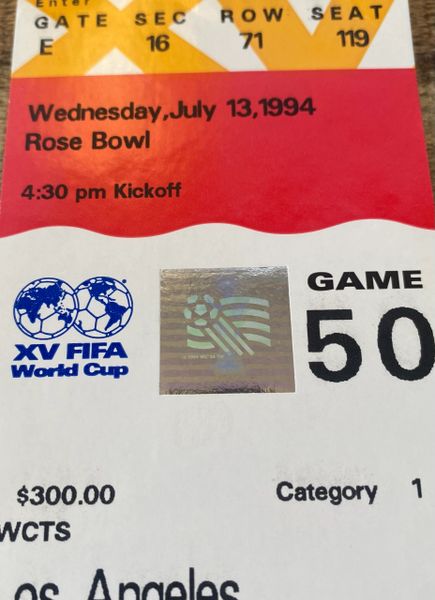 Enter
GATE SEC ROW SEAT
E 16 71 119
Wednesday,July 13,1994
Rose Bowl
4:30 pm Kickoff
GAME
50
XV FIFA
World Cup
$300.00 Category 1
WCTS
os Angeles